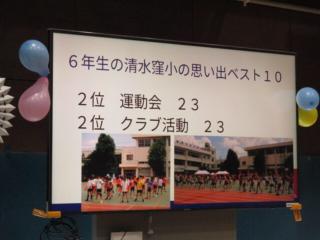 ６年生の清水窪小の思い出ベスト１０
２位　運動会　２３
２位　クラブ活動　２３